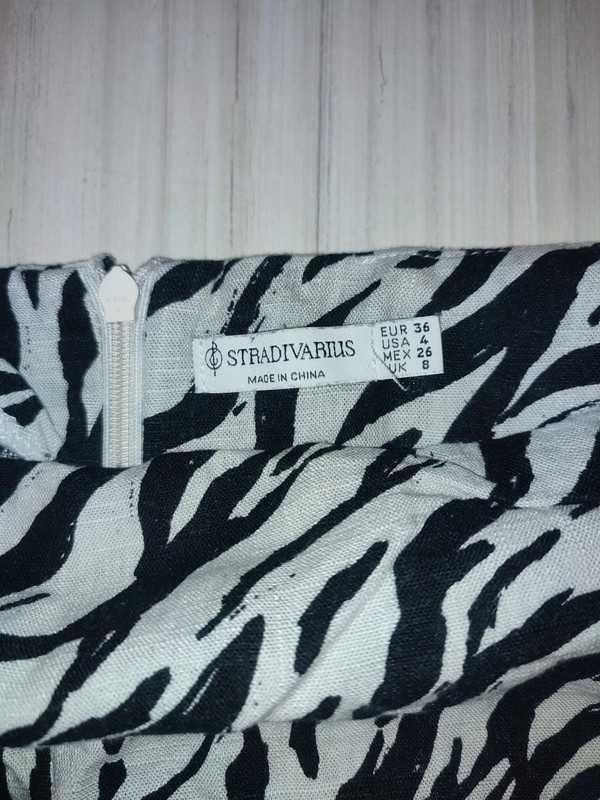 STRADIVARIUS
MADE IN CHINA
EUR 36
USA 4
MEX 26
UK 8